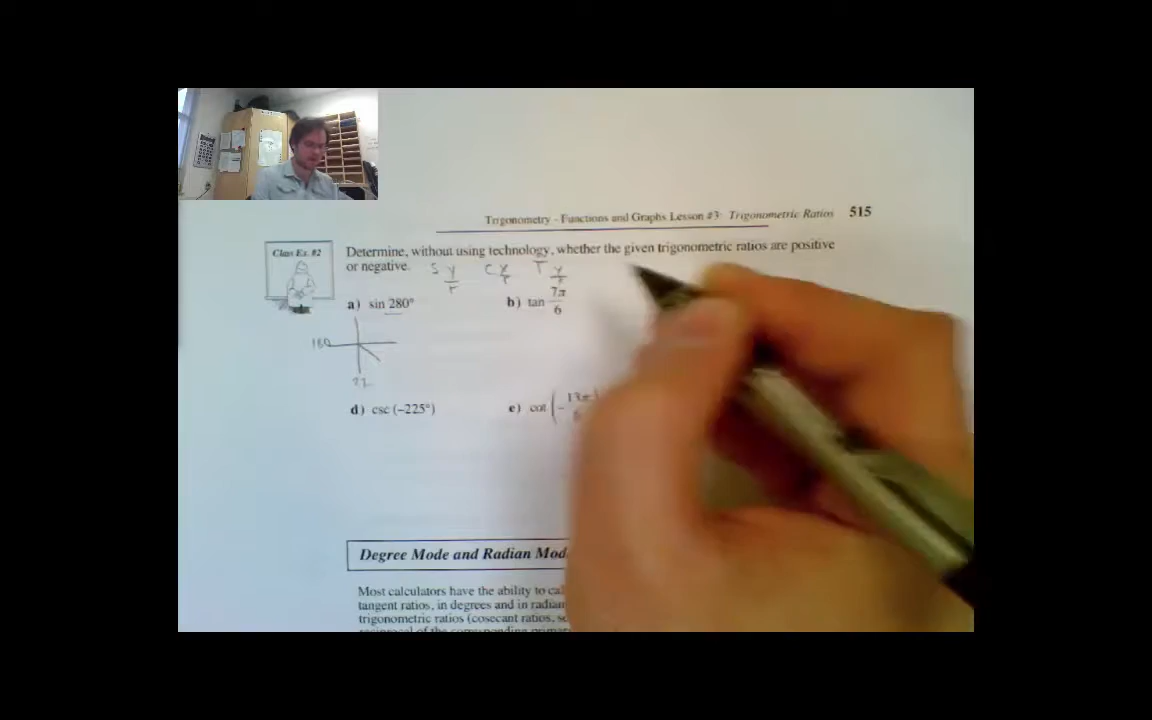 Trigonometry - Functions and Graphs Lesson #3: Trigonometric Ratios 515
Class Ex. #2
Determine, without using technology, whether the given trigonometric ratios are positive
or negative.
S y/r C x/r T y/x
a) sin 280°
b) tan 7π/6
180
27
d) csc (–225°)
e) cot (-
Degree Mode and Radian Mod
Most calculators have the ability to cal
tangent ratios, in degrees and in radian
trigonometric ratios (cosecant ratios, se